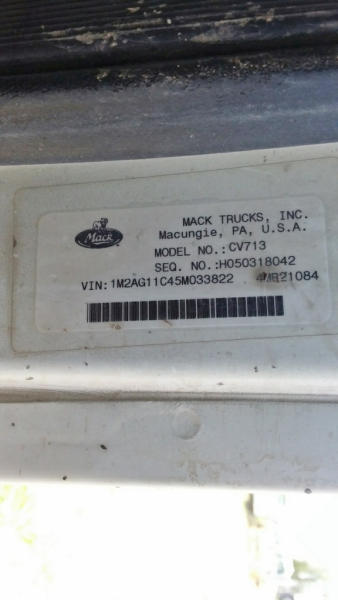 Mack
MACK TRUCKS, INC.
Macungie, PA, U.S.A.
MODEL NO.:CV713
SEQ. NO.:H050318042
VIN:1M2AG11C45M033822